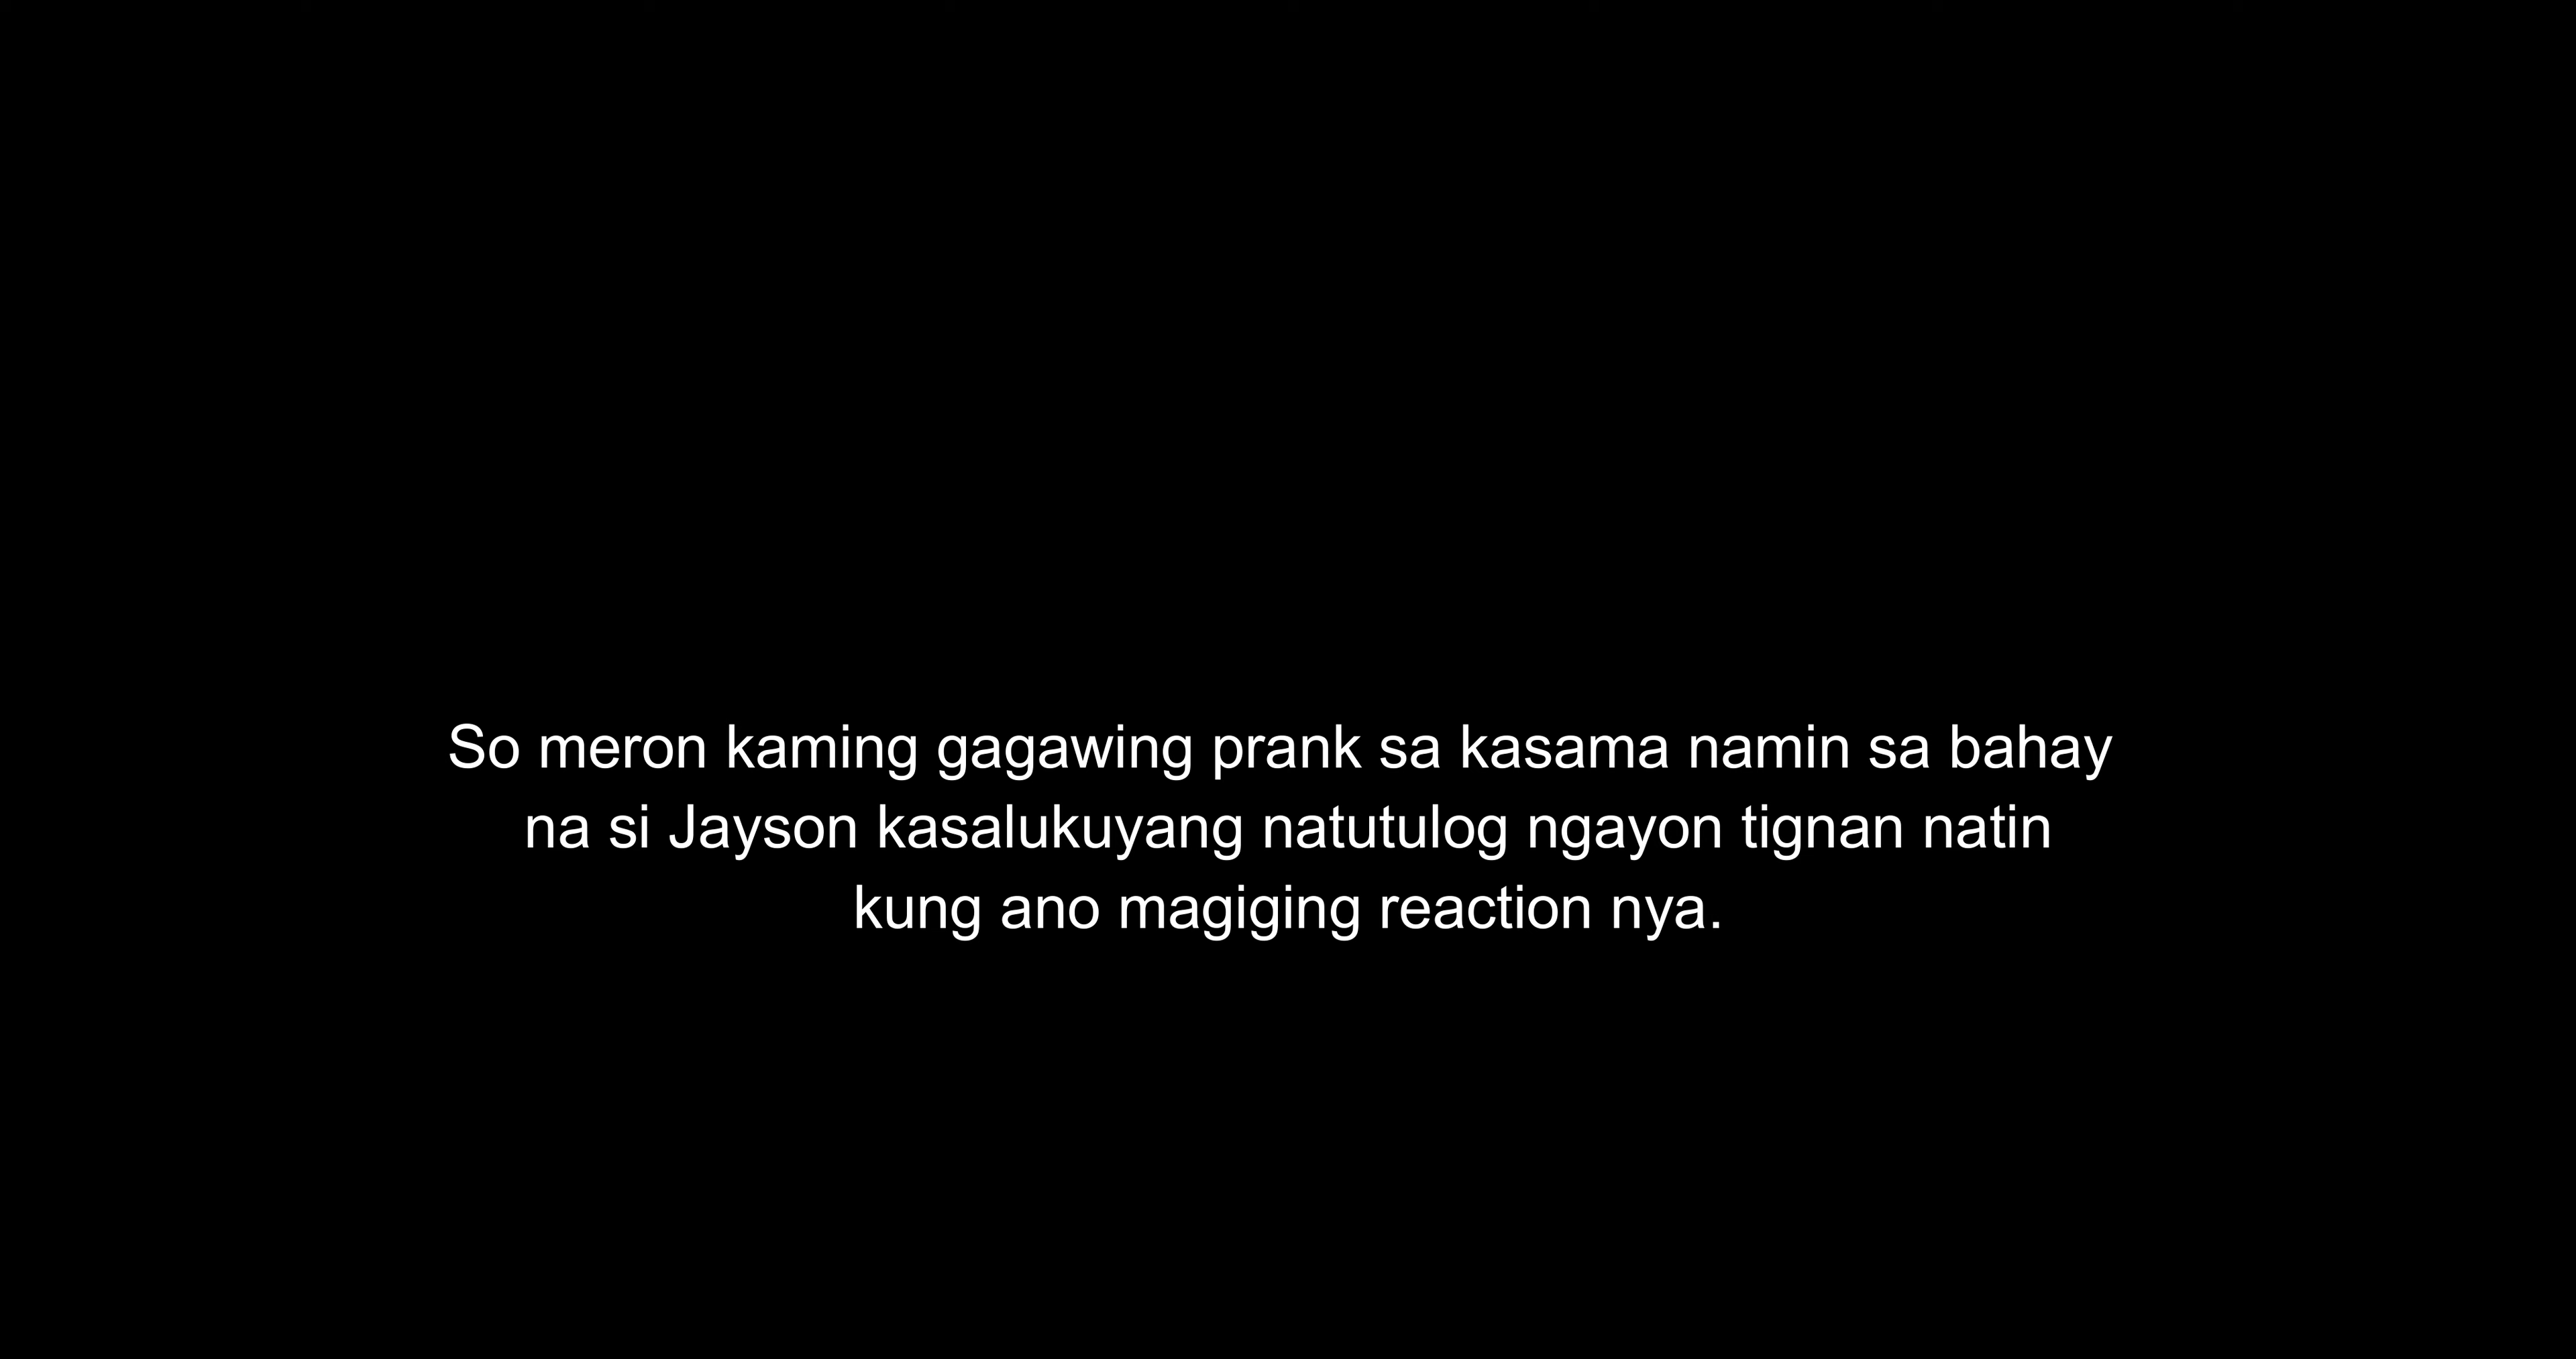 So meron kaming gagawing prank sa kasama namin sa bahay
na si Jayson kasalukuyang natutulog ngayon tignan natin
kung ano magiging reaction nya.